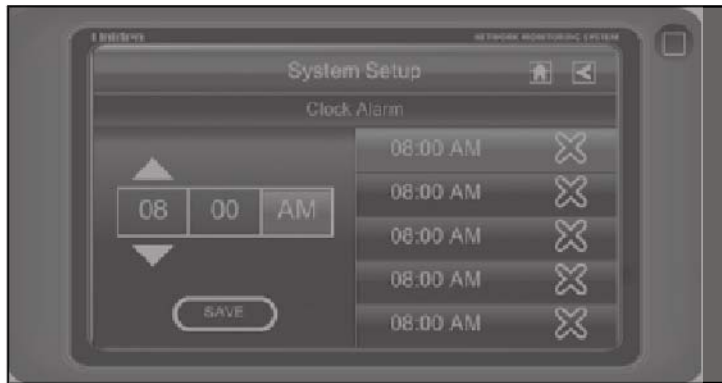 Uniden
NETWORK MONITORING SYSTEM
System Setup
Clock Alarm
08 00 AM
SAVE
08:00 AM
08:00 AM
08:00 AM
08:00 AM
08:00 AM